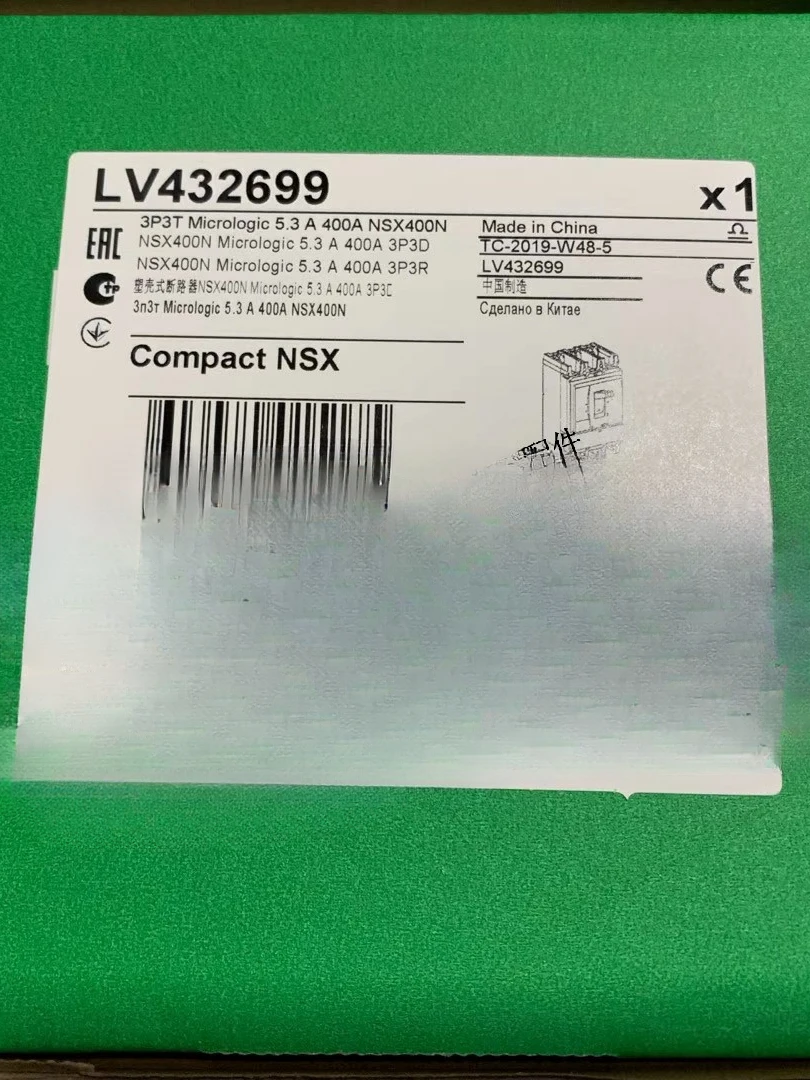 LV432699
x1
3P3T Micrologic 5.3 A 400A NSX400N
NSX400N Micrologic 5.3 A 400A 3P3D
NSX400N Micrologic 5.3 A 400A 3P3R
塑壳式断路器NSX400N Micrologic 5.3 A 400A 3P3D
3п3т Micrologic 5.3 A 400A NSX400N
EAC
Compact NSX
Made in China
TC-2019-W48-5
LV432699
中国制造
Сделано в Китае
CE
件